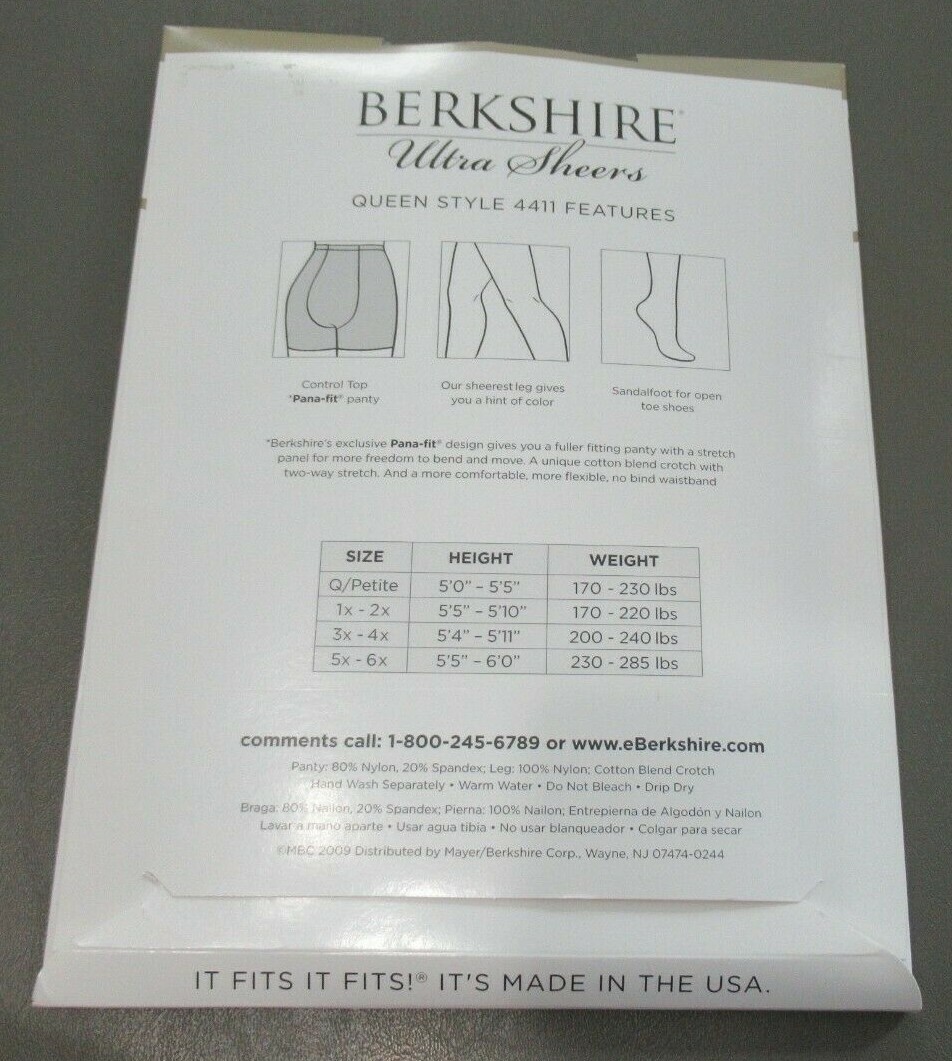 BERKSHIRE®
Ultra Sheers
QUEEN STYLE 4411 FEATURES
Control Top
"Pana-fit® panty
Our sheerest leg gives
you a hint of color
Sandalfoot for open
toe shoes
"Berkshire's exclusive Pana-fit® design gives you a fuller fitting panty with a stretch
panel for more freedom to bend and move. A unique cotton blend crotch with
two-way stretch. And a more comfortable, more flexible, no bind waistband
SIZE HEIGHT WEIGHT
Q/Petite 5'0" – 5'5" 170 - 230 lbs
1x - 2x 5'5" – 5'10" 170 - 220 lbs
3x - 4x 5'4" – 5'11" 200 - 240 lbs
5x - 6x 5'5" – 6'0" 230 - 285 lbs
comments call: 1-800-245-6789 or www.eBerkshire.com
Panty: 80% Nylon, 20% Spandex; Leg: 100% Nylon; Cotton Blend Crotch
Hand Wash Separately • Warm Water • Do Not Bleach • Drip Dry
Braga: 80% Nailon, 20% Spandex; Pierna: 100% Nailon; Entrepierna de Algodón y Nailon
Lavar a mano aparte • Usar agua tibia • No usar blanqueador • Colgar para secar
©MBC 2009 Distributed by Mayer/Berkshire Corp., Wayne, NJ 07474-0244
IT FITS IT FITS!® IT'S MADE IN THE USA.